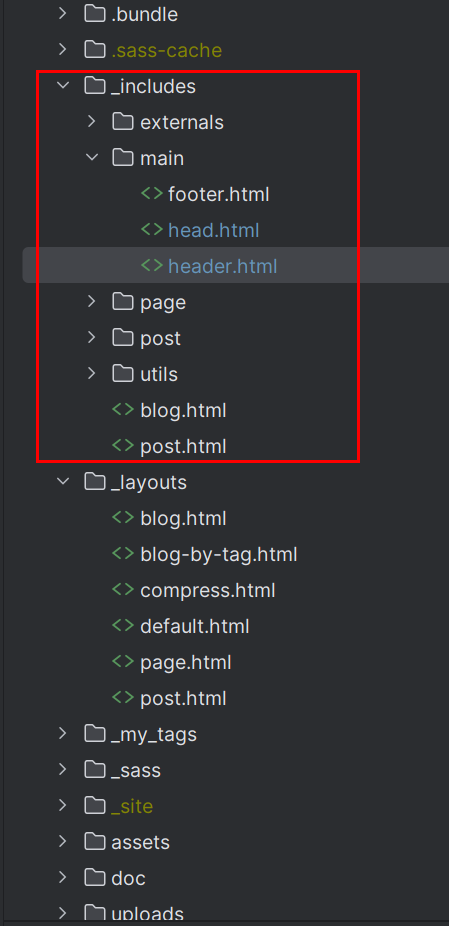 .bundle
.sass-cache
_includes
externals
main
footer.html
head.html
header.html
page
post
utils
blog.html
post.html
_layouts
blog.html
blog-by-tag.html
compress.html
default.html
page.html
post.html
_my_tags
_sass
_site
assets
doc
uploads